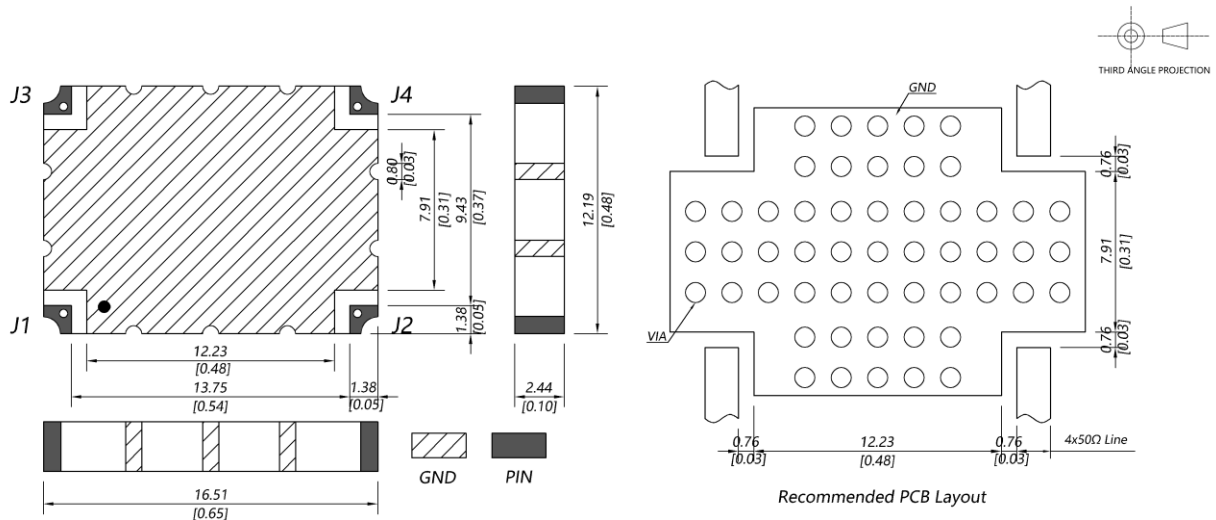 THIRD ANGLE PROJECTION
J3
J4
0.80
[0.03]
7.91
[0.31]
9.43
[0.37]
12.19
[0.48]
J1
J2
1.38
[0.05]
12.23
[0.48]
13.75
[0.54]
1.38
[0.05]
2.44
[0.10]
16.51
[0.65]
GND
PIN
GND
0.76
[0.03]
7.91
[0.31]
0.76
[0.03]
VIA
0.76
[0.03]
12.23
[0.48]
0.76
[0.03]
4x50Ω Line
Recommended PCB Layout